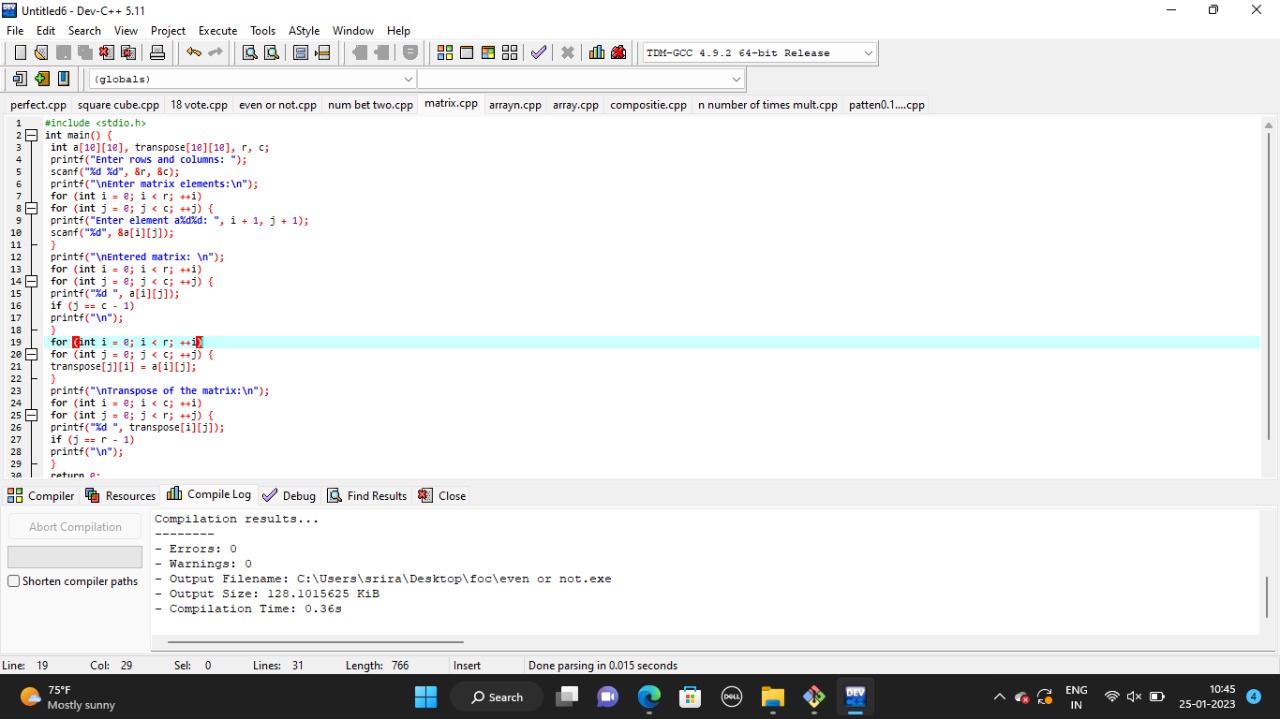 Untitled6 - Dev-C++ 5.11
File Edit Search View Project Execute Tools AStyle Window Help
TDM-GCC 4.9.2 64-bit Release
(globals)
perfect.cpp square cube.cpp 18 vote.cpp even or not.cpp num bet two.cpp matrix.cpp arrayn.cpp array.cpp compositie.cpp n number of times mult.cpp patten0.1....cpp
1 #include <stdio.h>
2 int main() {
3 int a[10][10], transpose[10][10], r, c;
4 printf("Enter rows and columns: ");
5 scanf("%d %d", &r, &c);
6 printf("\nEnter matrix elements:\n");
7 for (int i = 0; i < r; ++i)
8 for (int j = 0; j < c; ++j) {
9 printf("Enter element a%d%d: ", i + 1, j + 1);
10 scanf("%d", &a[i][j]);
11 }
12 printf("\nEntered matrix: \n");
13 for (int i = 0; i < r; ++i)
14 for (int j = 0; j < c; ++j) {
15 printf("%d ", a[i][j]);
16 if (j == c - 1)
17 printf("\n");
18 }
19 for (int i = 0; i < r; ++i)
20 for (int j = 0; j < c; ++j) {
21 transpose[j][i] = a[i][j];
22 }
23 printf("\nTranspose of the matrix:\n");
24 for (int i = 0; i < c; ++i)
25 for (int j = 0; j < r; ++j) {
26 printf("%d ", transpose[i][j]);
27 if (j == r - 1)
28 printf("\n");
29 }
30 return 0;
Compiler Resources Compile Log Debug Find Results Close
Abort Compilation
Shorten compiler paths
Compilation results...
--------
- Errors: 0
- Warnings: 0
- Output Filename: C:\Users\srira\Desktop\foc\even or not.exe
- Output Size: 128.1015625 KiB
- Compilation Time: 0.36s
Line: 19 Col: 29 Sel: 0 Lines: 31 Length: 766 Insert Done parsing in 0.015 seconds
75°F
Mostly sunny
Search
DELL
DEV
C++
ENG
IN
10:45
25-01-2023
4